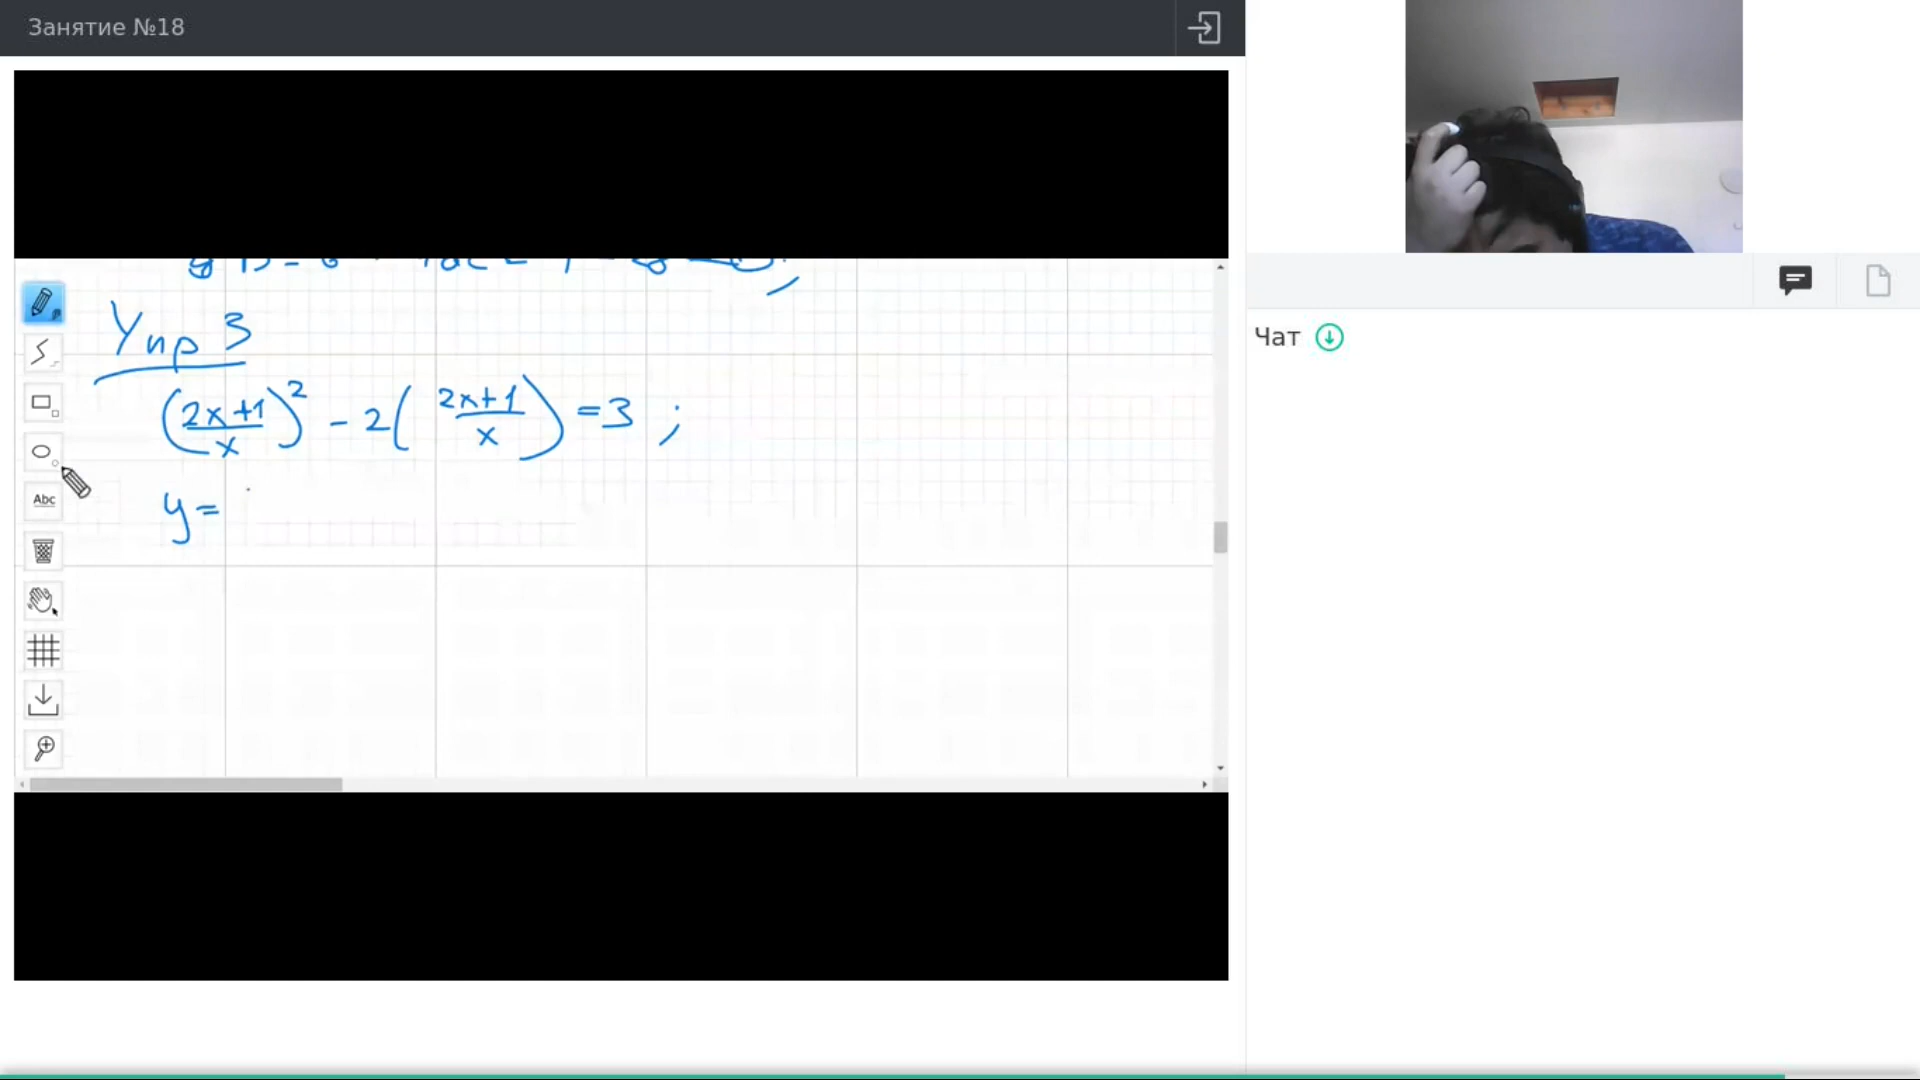 Занятие №18
Упр 3
(2x+1/x)² - 2(2x+1/x) = 3 ;
y =
Abc
Чат